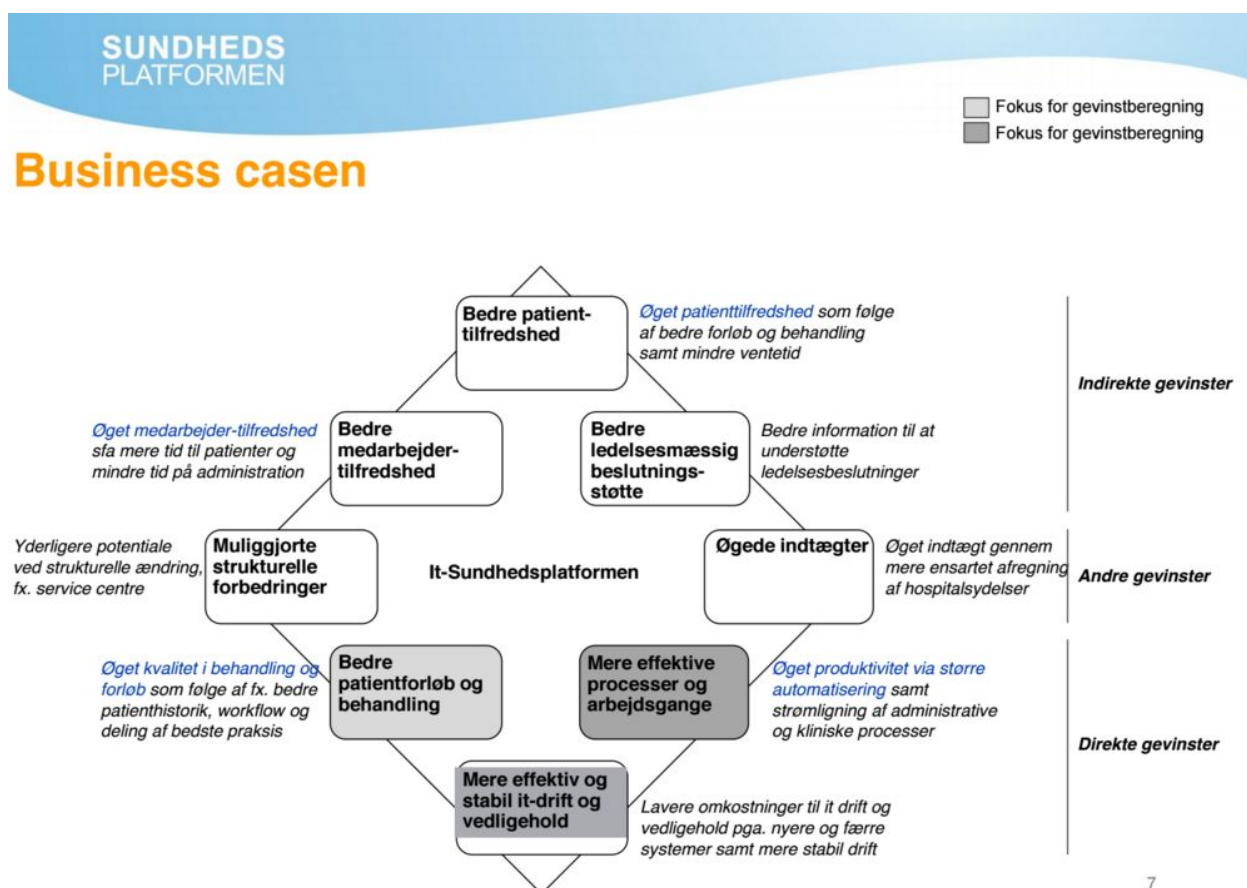 SUNDHEDS
PLATFORMEN
Fokus for gevinstberegning
Fokus for gevinstberegning
Business casen
Bedre patient-
tilfredshed
Øget patienttilfredshed som følge
af bedre forløb og behandling
samt mindre ventetid
Indirekte gevinster
Øget medarbejder-tilfredshed
sfa mere tid til patienter og
mindre tid på administration
Bedre
medarbejder-
tilfredshed
Bedre
ledelsesmæssig
beslutnings-
støtte
Bedre information til at
understøtte
ledelsesbeslutninger
Yderligere potentiale
ved strukturelle ændring,
fx. service centre
Muliggjorte
strukturelle
forbedringer
It-Sundhedsplatformen
Øgede indtægter
Øget indtægt gennem
mere ensartet afregning
af hospitalsydelser
Andre gevinster
Øget kvalitet i behandling og
forløb som følge af fx. bedre
patienthistorik, workflow og
deling af bedste praksis
Bedre
patientforløb og
behandling
Mere effektive
processer og
arbejdsgange
Øget produktivitet via større
automatisering samt
strømligning af administrative
og kliniske processer
Direkte gevinster
Mere effektiv og
stabil it-drift og
vedligehold
Lavere omkostninger til it drift og
vedligehold pga. nyere og færre
systemer samt mere stabil drift
7